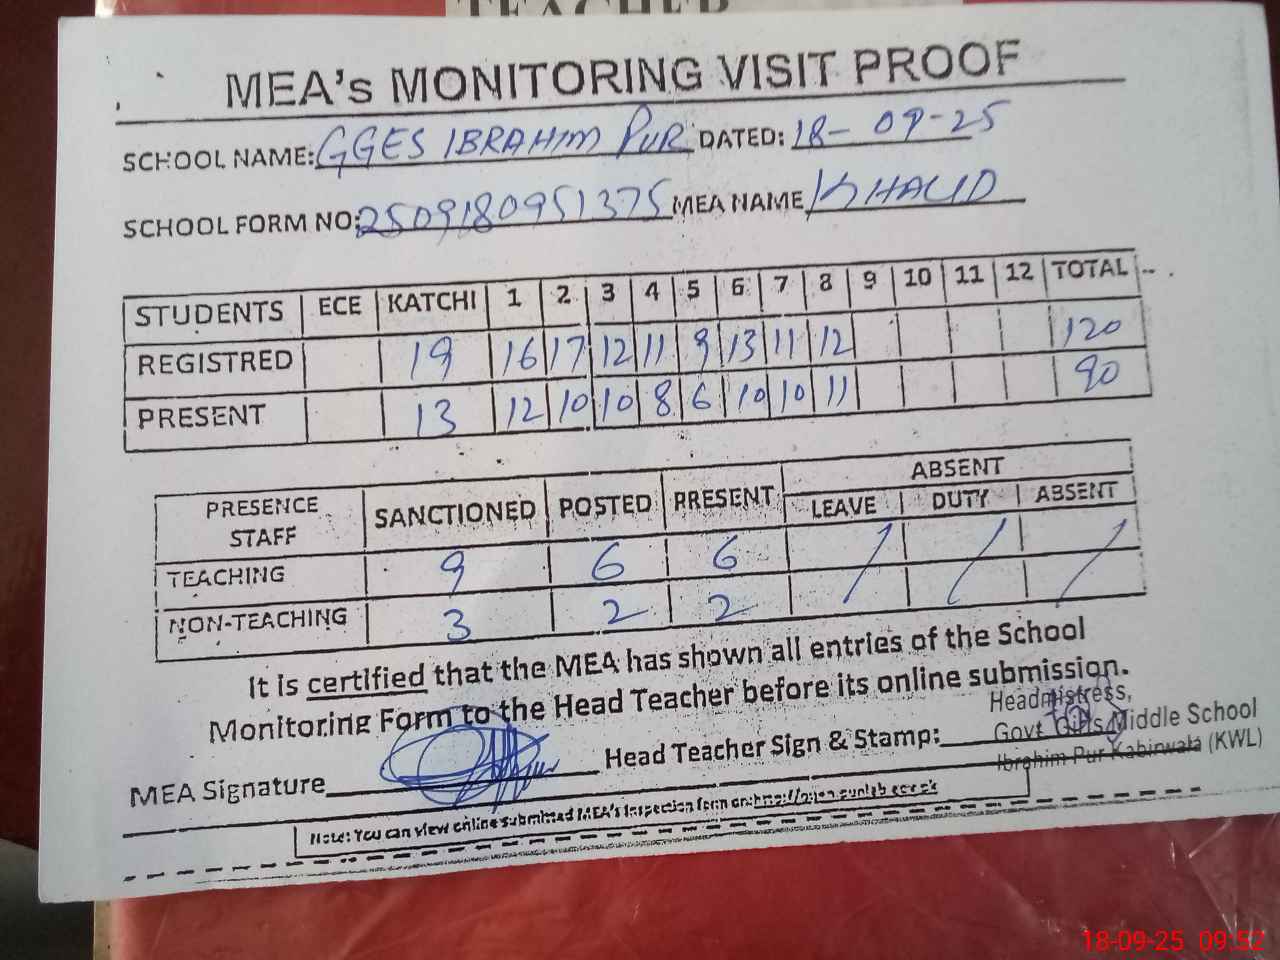 TEACHER
MEA's MONITORING VISIT PROOF
SCHOOL NAME: GGES IBRAHIM PUR DATED: 18-09-25
SCHOOL FORM NO: 2509180951375 MEA NAME KHALID
STUDENTS ECE KATCHI 1 2 3 4 5 6 7 8 9 10 11 12 TOTAL
REGISTRED 19 16 17 12 11 9 13 11 12 120
PRESENT 13 12 10 10 8 6 10 10 11 90
ABSENT
PRESENCE STAFF SANCTIONED POSTED PRESENT LEAVE DUTY ABSENT
TEACHING 9 6 6 / / /
NON-TEACHING 3 2 2
It is certified that the MEA has shown all entries of the School
Monitoring Form to the Head Teacher before its online submission.
Headmistress,
Govt Girls Middle School
Ibrahim Pur Kabirwala (KWL)
MEA Signature Head Teacher Sign & Stamp:
Note: You can view online submitted MEA's Inspection form on:
18-09-25 09:52